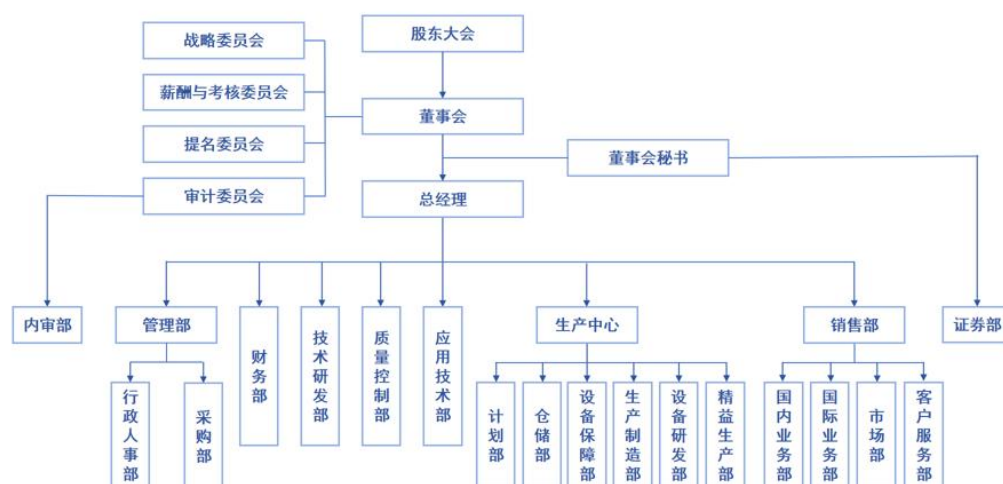 战略委员会
股东大会
薪酬与考核委员会
董事会
提名委员会
董事会秘书
审计委员会
总经理
内审部
管理部
财务部
技术研发部
质量控制部
应用技术部
生产中心
销售部
证券部
行政人事部
采购部
计划部
仓储部
设备保障部
生产制造部
设备研发部
精益生产部
国内业务部
国际业务部
市场部
客户服务部